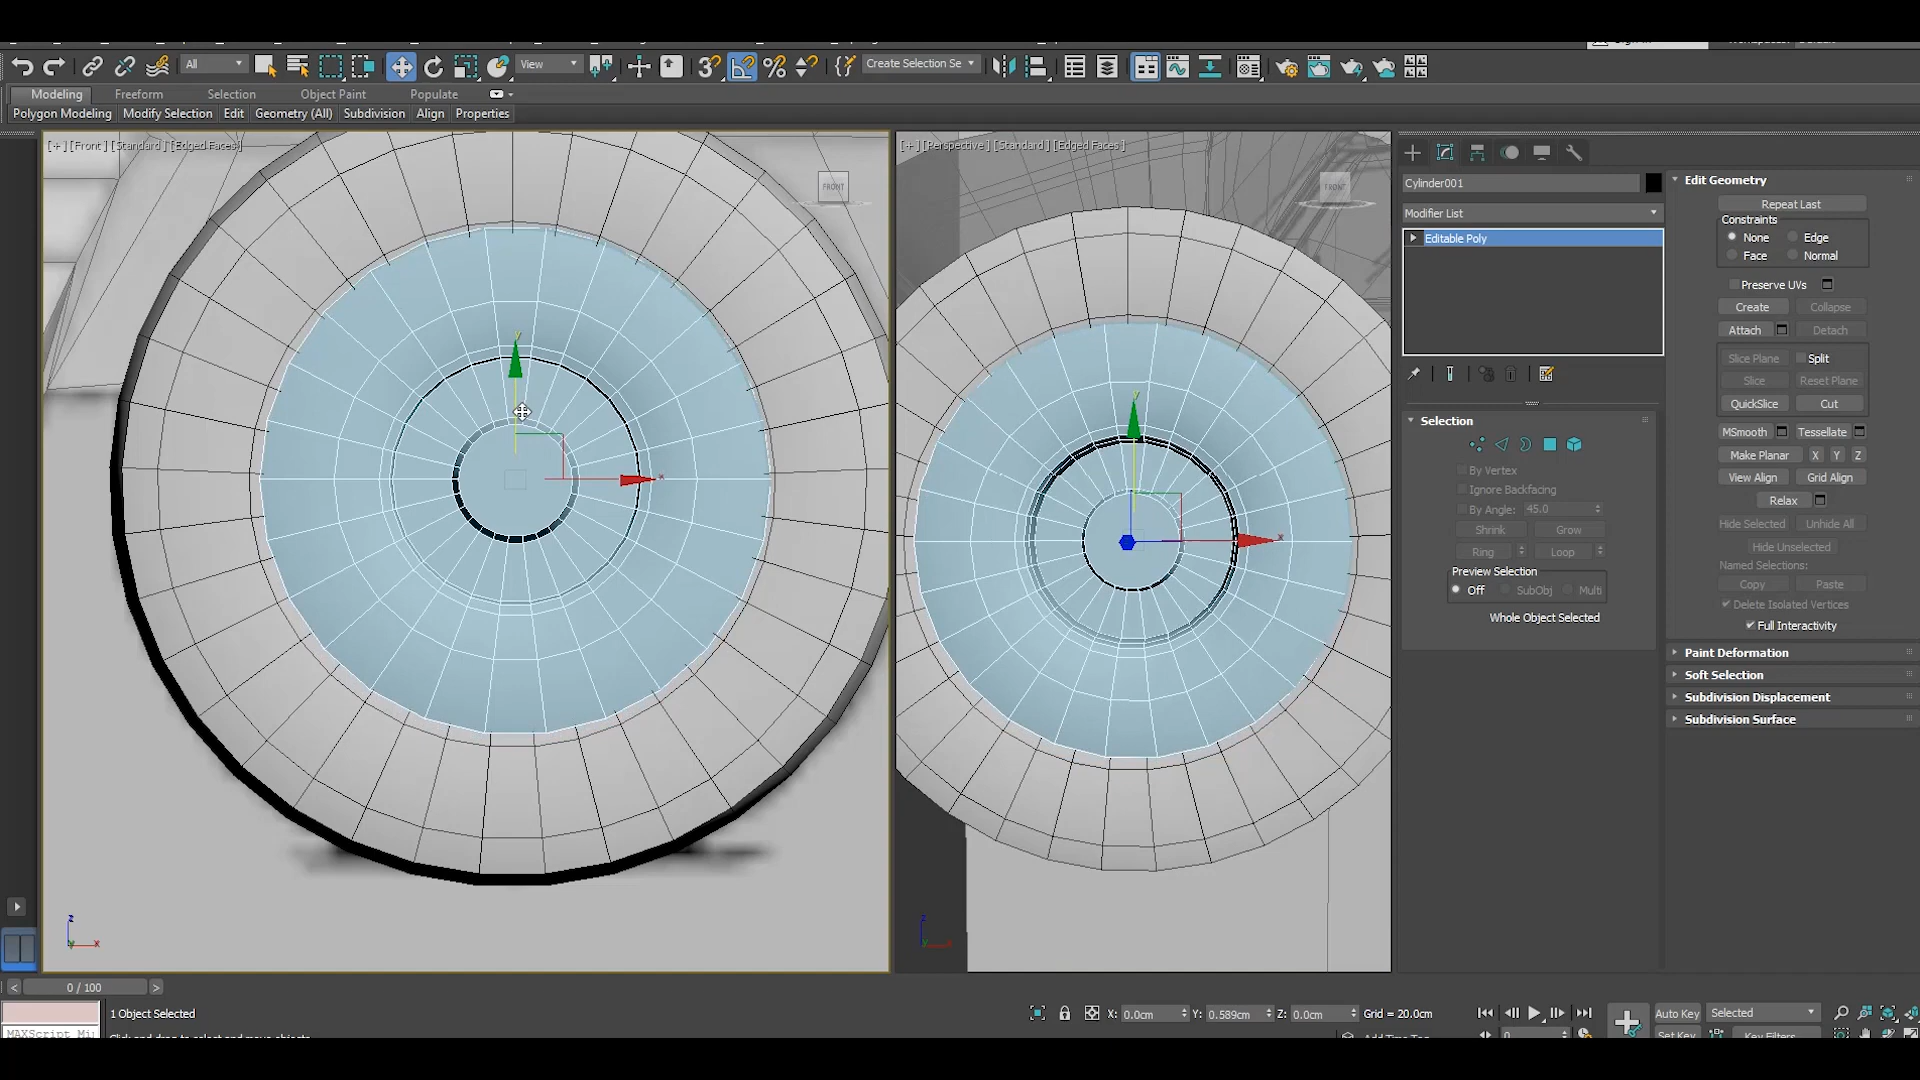 All
View
Create Selection Se
Modeling Freeform Selection Object Paint Populate
Polygon Modeling Modify Selection Edit Geometry (All) Subdivision Align Properties
[+] [Front] [Standard] [Edged Faces]
[+] [Perspective] [Standard] [Edged Faces]
FRONT
FRONT
y
x
y
x
z
x
z
Cylinder001
Modifier List
Editable Poly
Selection
By Vertex
Ignore Backfacing
By Angle: 45.0
Shrink Grow
Ring Loop
Preview Selection
Off SubObj Multi
Whole Object Selected
Edit Geometry
Repeat Last
Constraints
None Edge
Face Normal
Preserve UVs
Create Collapse
Attach Detach
Slice Plane Split
Slice Reset Plane
QuickSlice Cut
MSmooth Tessellate
Make Planar X Y Z
View Align Grid Align
Relax
Hide Selected Unhide All
Hide Unselected
Named Selections:
Copy Paste
Delete Isolated Vertices
Full Interactivity
Paint Deformation
Soft Selection
Subdivision Displacement
Subdivision Surface
< 0 / 100 >
1 Object Selected
MAXScript Mi
X: 0.0cm Y: 0.589cm Z: 0.0cm Grid = 20.0cm
Auto Key Selected
0